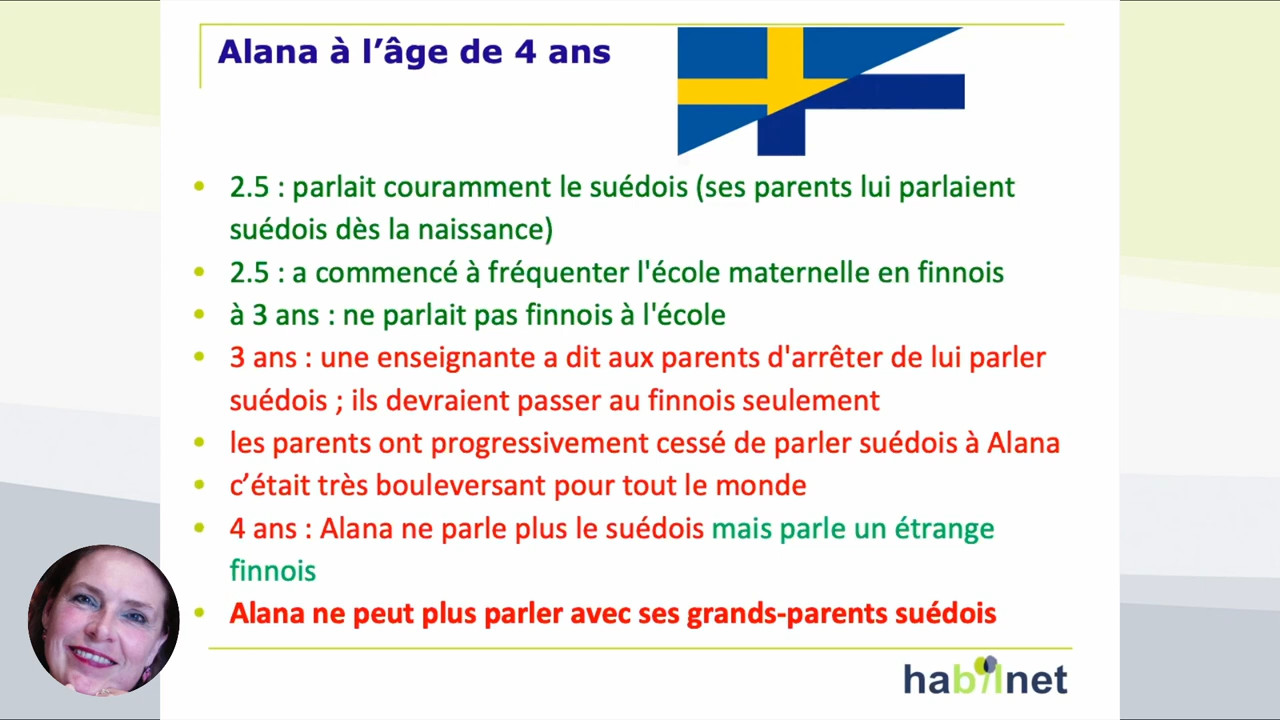 Alana à l’âge de 4 ans
• 2.5 : parlait couramment le suédois (ses parents lui parlaient
suédois dès la naissance)
• 2.5 : a commencé à fréquenter l'école maternelle en finnois
• à 3 ans : ne parlait pas finnois à l'école
• 3 ans : une enseignante a dit aux parents d'arrêter de lui parler
suédois ; ils devraient passer au finnois seulement
• les parents ont progressivement cessé de parler suédois à Alana
• c’était très bouleversant pour tout le monde
• 4 ans : Alana ne parle plus le suédois mais parle un étrange
finnois
• Alana ne peut plus parler avec ses grands-parents suédois
habilnet